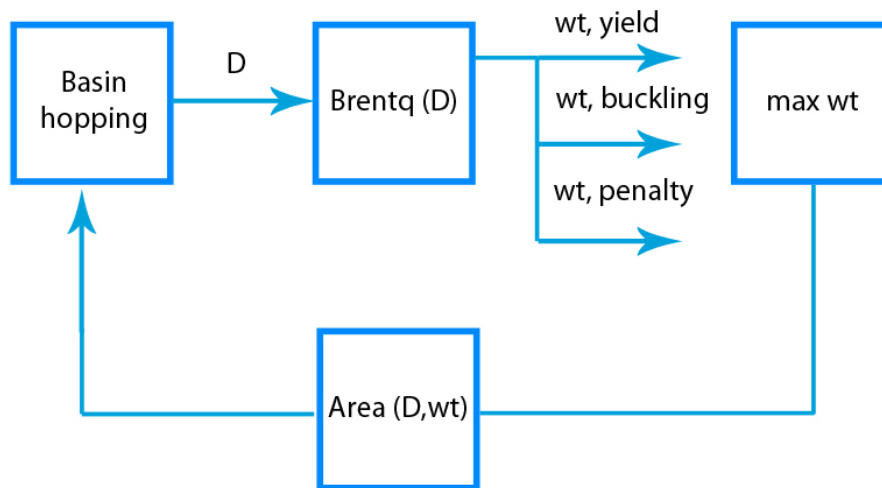 Basin
hopping
D
Brentq (D)
wt, yield
wt, buckling
wt, penalty
max wt
Area (D,wt)